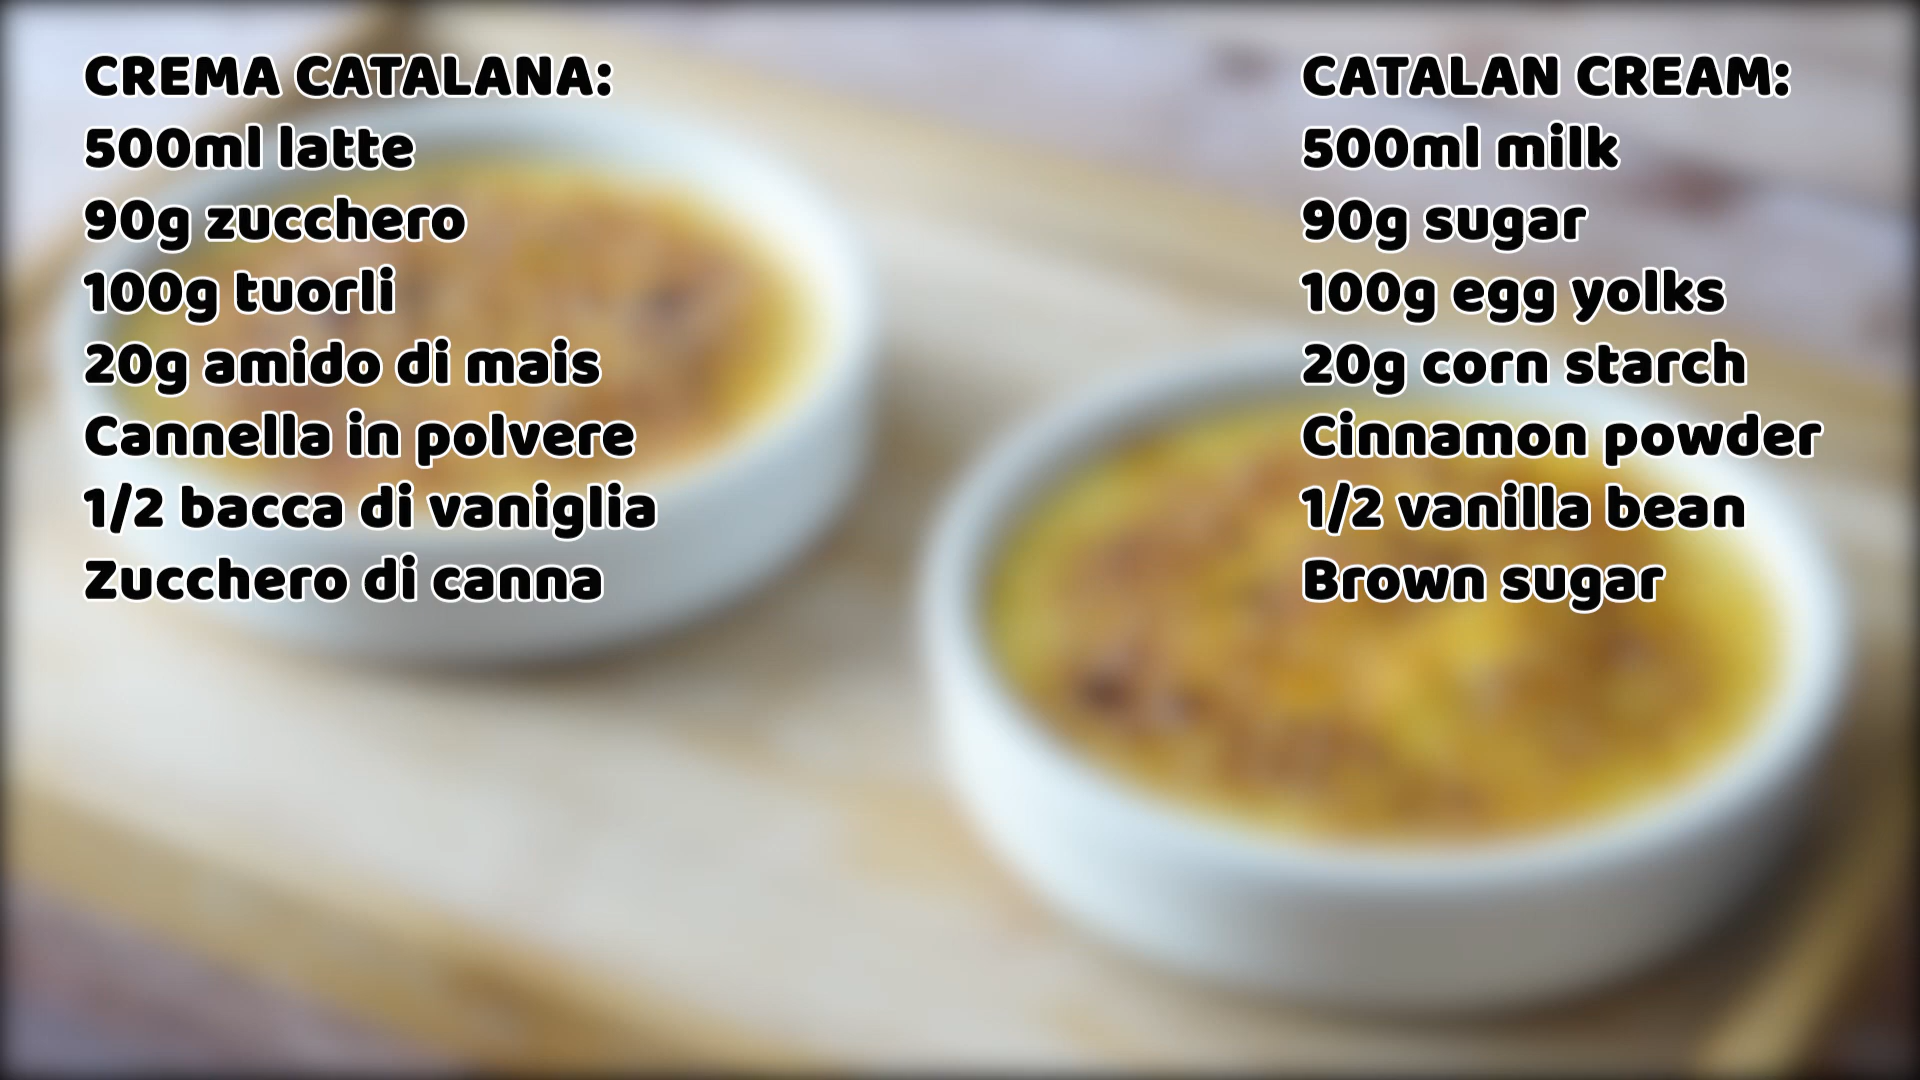 CREMA CATALANA:
500ml latte
90g zucchero
100g tuorli
20g amido di mais
Cannella in polvere
1/2 bacca di vaniglia
Zucchero di canna
CATALAN CREAM:
500ml milk
90g sugar
100g egg yolks
20g corn starch
Cinnamon powder
1/2 vanilla bean
Brown sugar